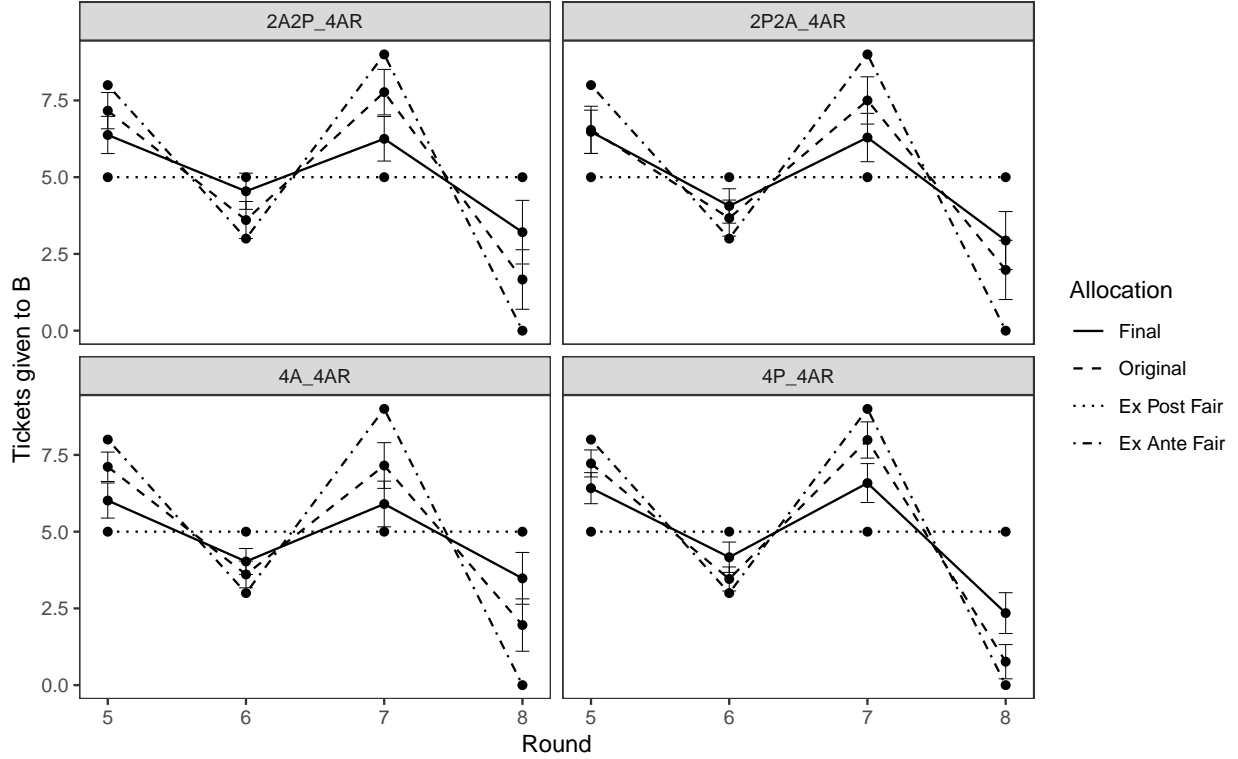 2A2P_4AR
2P2A_4AR
7.5
5.0
2.5
0.0
4A_4AR
4P_4AR
7.5
5.0
2.5
0.0
5
6
7
8
5
6
7
8
Round
Tickets given to B
Allocation
Final
Original
Ex Post Fair
Ex Ante Fair